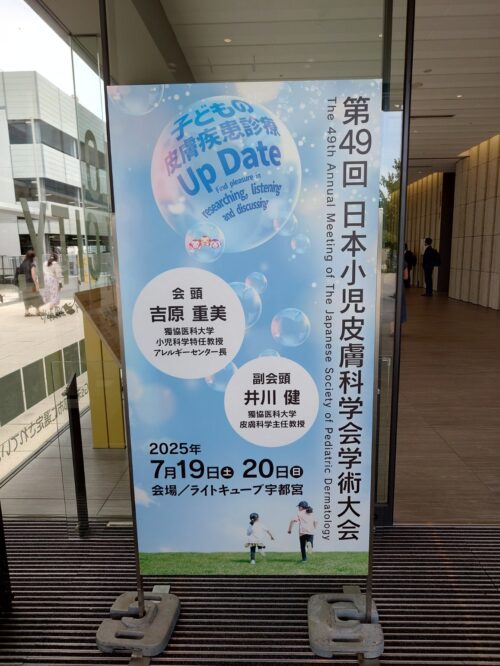 第49回 日本小児皮膚科学会学術大会
The 49th Annual Meeting of The Japanese Society of Pediatric Dermatology
子どもの
皮膚疾患診療
Up Date
Find pleasure in
researching, listening
and discussing
会頭
吉原 重美
獨協医科大学
小児科学特任教授
アレルギーセンター長
副会頭
井川 健
獨協医科大学
皮膚科学主任教授
2025年
7月19日土 20日日
会場／ライトキューブ宇都宮